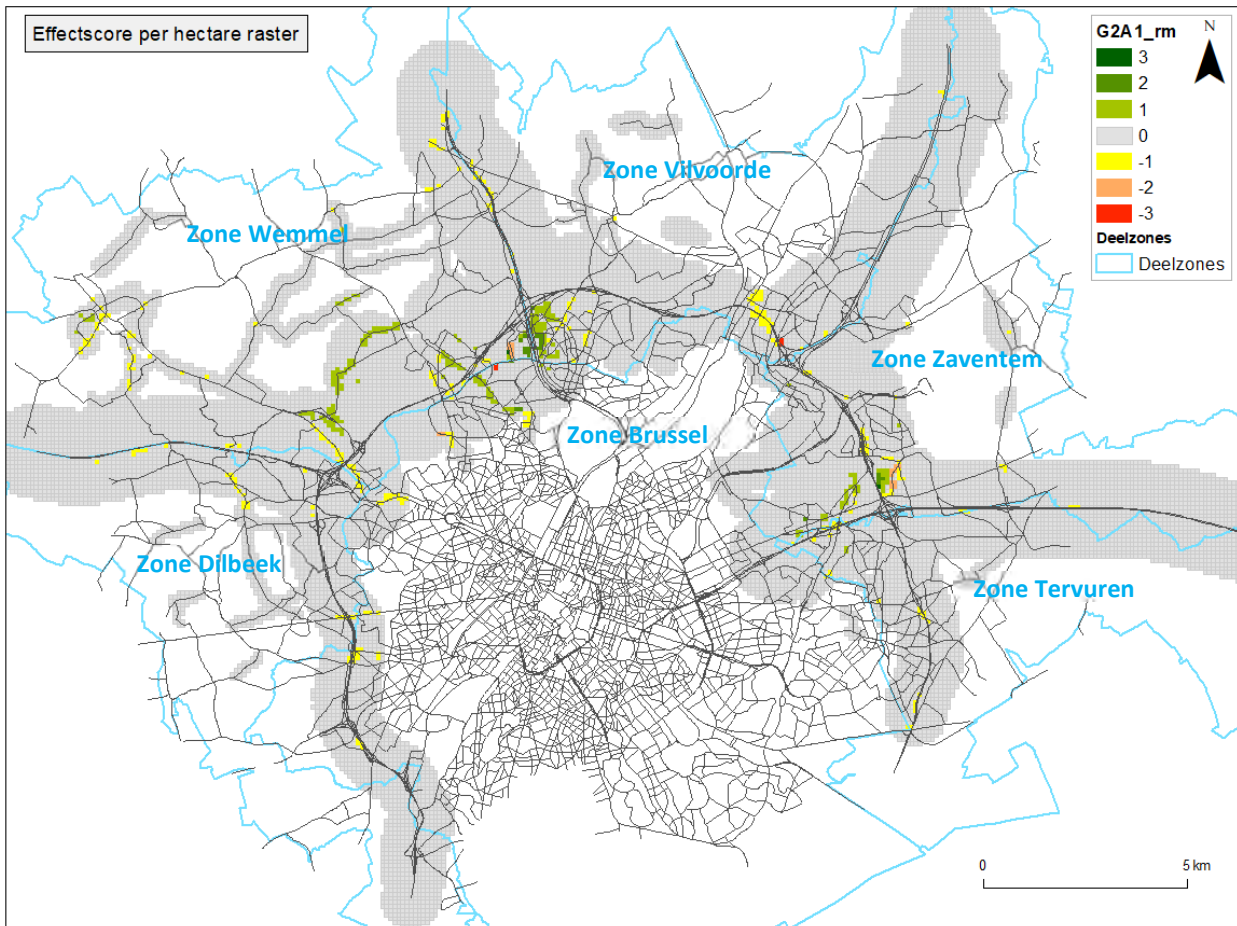 Effectscore per hectare raster
G2A1_rm
N
3
2
1
0
-1
-2
-3
Deelzones
Deelzones
Zone Vilvoorde
Zone Wemmel
Zone Zaventem
Zone Brussel
Zone Dilbeek
Zone Tervuren
0 5 km